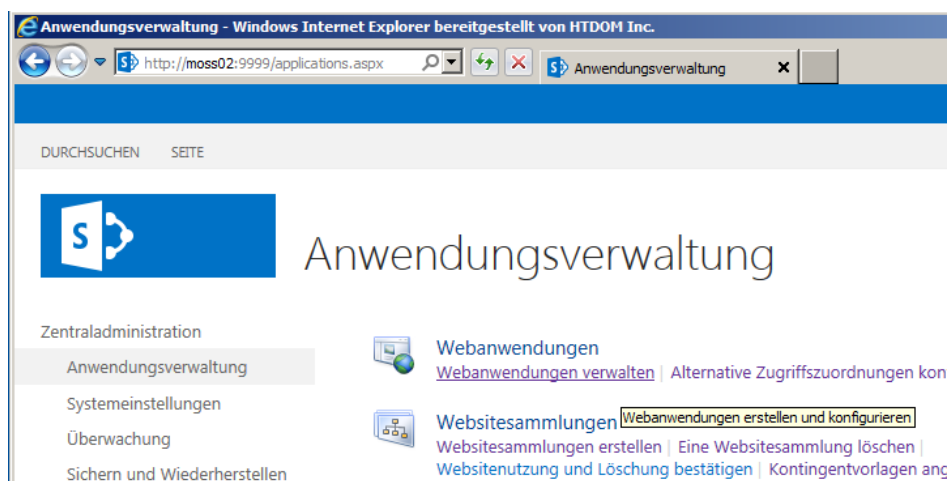 Anwendungsverwaltung - Windows Internet Explorer bereitgestellt von HTDOM Inc.
http://moss02:9999/applications.aspx
Anwendungsverwaltung
DURCHSUCHEN SEITE
S
Anwendungsverwaltung
Zentraladministration
Anwendungsverwaltung
Systemeinstellungen
Überwachung
Sichern und Wiederherstellen
Webanwendungen
Webanwendungen verwalten | Alternative Zugriffszuordnungen kon
Websitesammlungen
Webanwendungen erstellen und konfigurieren
Websitesammlungen erstellen | Eine Websitesammlung löschen |
Websitenutzung und Löschung bestätigen | Kontingentvorlagen ang